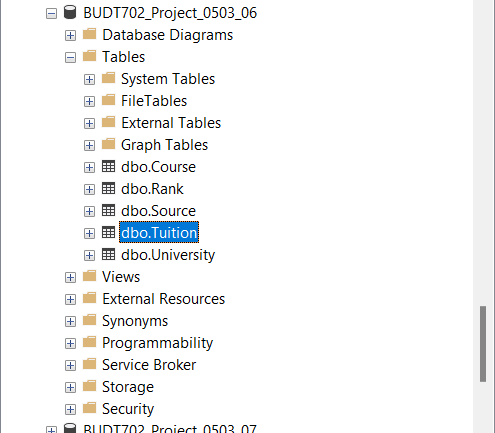 BUDT702_Project_0503_06
Database Diagrams
Tables
System Tables
FileTables
External Tables
Graph Tables
dbo.Course
dbo.Rank
dbo.Source
dbo.Tuition
dbo.University
Views
External Resources
Synonyms
Programmability
Service Broker
Storage
Security
BUDT702_Project_0503_07